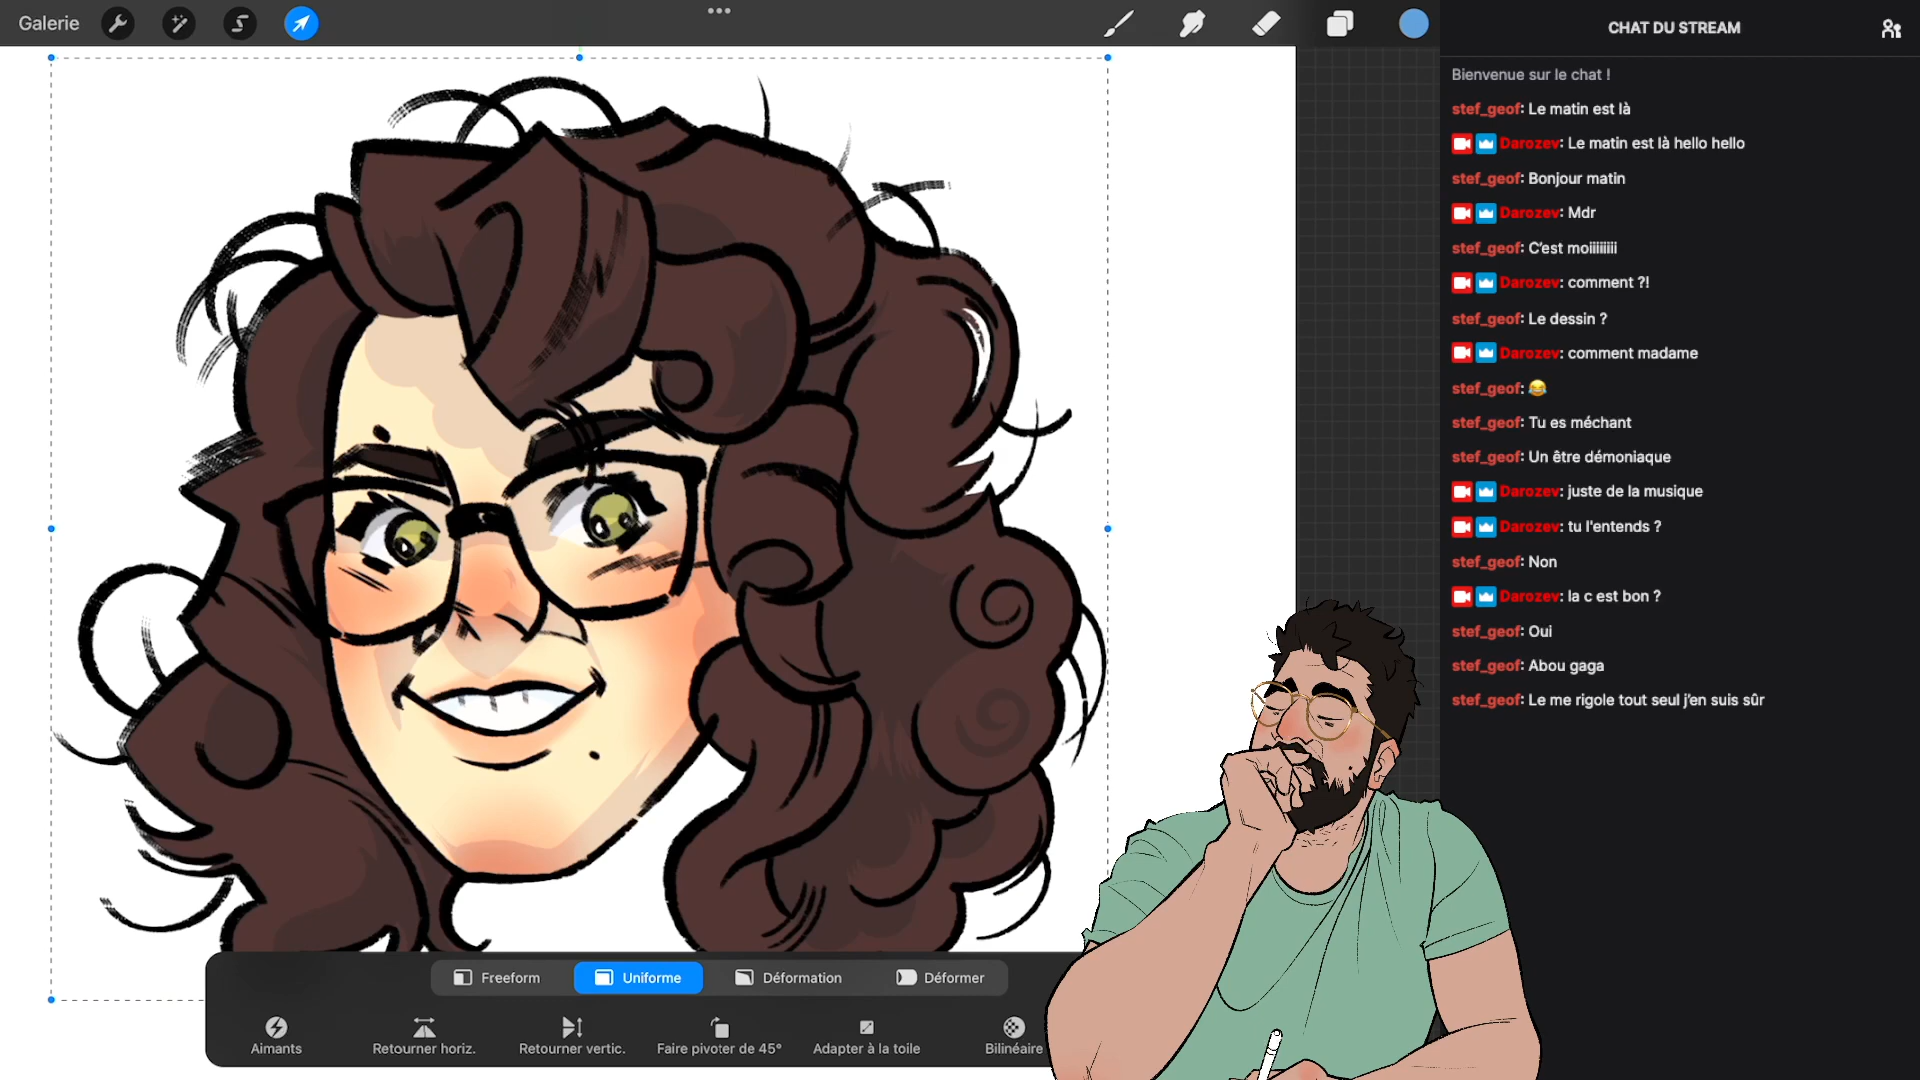 Galerie
CHAT DU STREAM
Bienvenue sur le chat !
stef_geof: Le matin est là
Darozev: Le matin est là hello hello
stef_geof: Bonjour matin
Darozev: Mdr
stef_geof: C'est moiiiiiiiii
Darozev: comment ?!
stef_geof: Le dessin ?
Darozev: comment madame
stef_geof: 😂
stef_geof: Tu es méchant
stef_geof: Un être démoniaque
Darozev: juste de la musique
Darozev: tu l'entends ?
stef_geof: Non
Darozev: la c est bon ?
stef_geof: Oui
stef_geof: Abou gaga
stef_geof: Le me rigole tout seul j'en suis sûr
Freeform Uniforme Déformation Déformer
Aimants Retourner horiz. Retourner vertic. Faire pivoter de 45° Adapter à la toile Bilinéaire